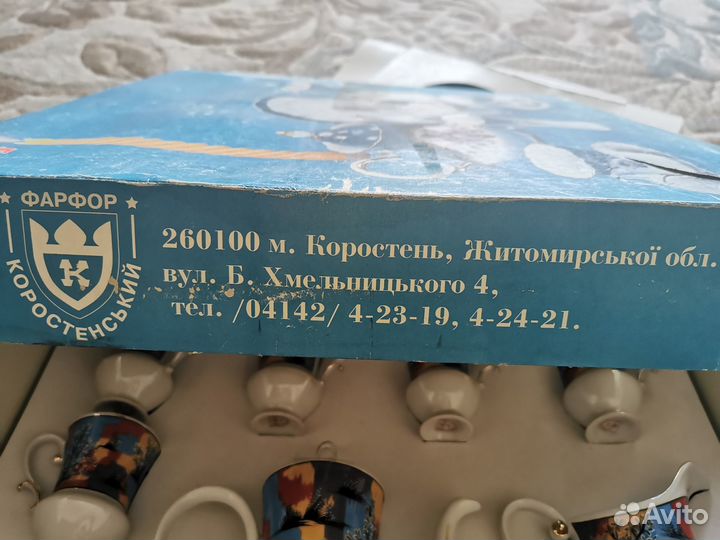 ФАРФОР
К
КОРОСТЕНСЬКИЙ
260100 м. Коростень, Житомирської обл.
вул. Б. Хмельницького 4,
тел. /04142/ 4-23-19, 4-24-21.
Avito